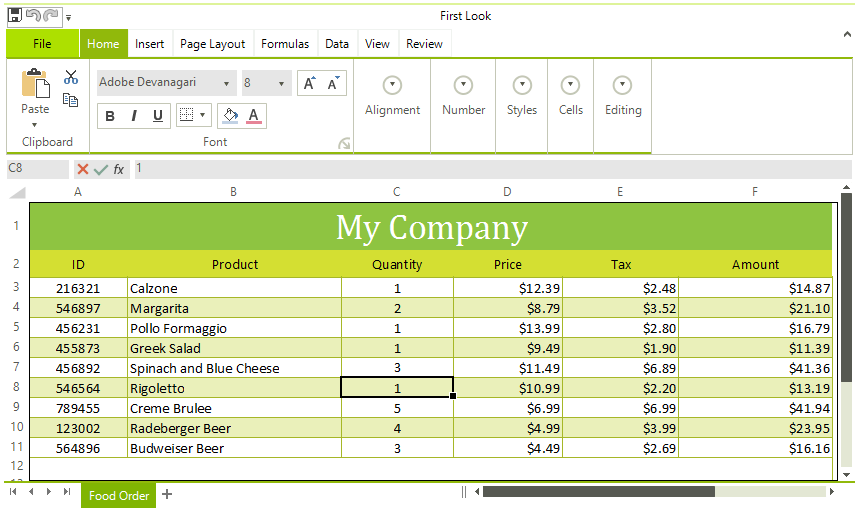 First Look
File Home Insert Page Layout Formulas Data View Review
Adobe Devanagari 8 A A
Paste B I U A Alignment Number Styles Cells Editing
Clipboard Font
C8 fx 1
A B C D E F
1 My Company
2 ID Product Quantity Price Tax Amount
3 216321 Calzone 1 $12.39 $2.48 $14.87
4 546897 Margarita 2 $8.79 $3.52 $21.10
5 456231 Pollo Formaggio 1 $13.99 $2.80 $16.79
6 455873 Greek Salad 1 $9.49 $1.90 $11.39
7 456892 Spinach and Blue Cheese 3 $11.49 $6.89 $41.36
8 546564 Rigoletto 1 $10.99 $2.20 $13.19
9 789455 Creme Brulee 5 $6.99 $6.99 $41.94
10 123002 Radeberger Beer 4 $4.99 $3.99 $23.95
11 564896 Budweiser Beer 3 $4.49 $2.69 $16.16
12
Food Order